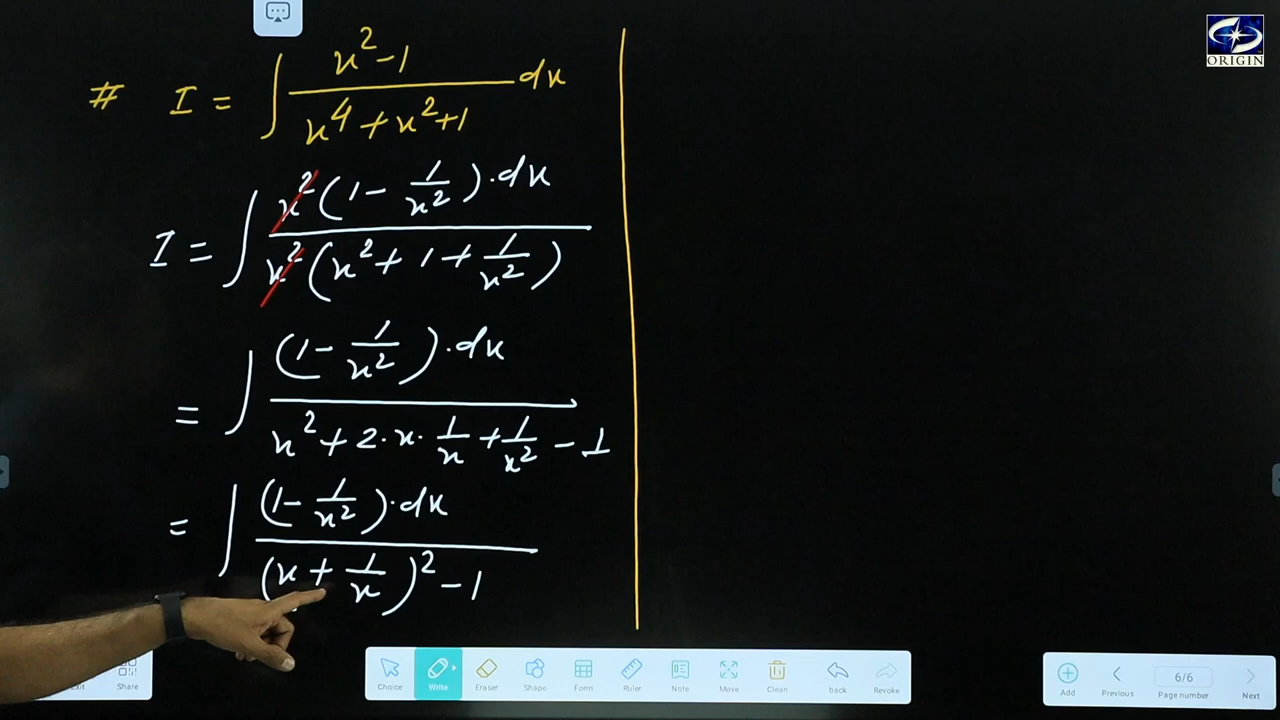 ORIGIN
# I = ∫ x²-1 / x⁴+x²+1 dx
I = ∫ x²(1 - 1/x²)·dx / x²(x² + 1 + 1/x²)
= ∫ (1 - 1/x²)·dx / x² + 2·x·1/x + 1/x² - 1
= ∫ (1 - 1/x²)·dx / (x + 1/x)² - 1
Share
Choice Write Eraser Shape Form Ruler Note Move Clean back Revoke
Add Previous 6/6 Page number Next